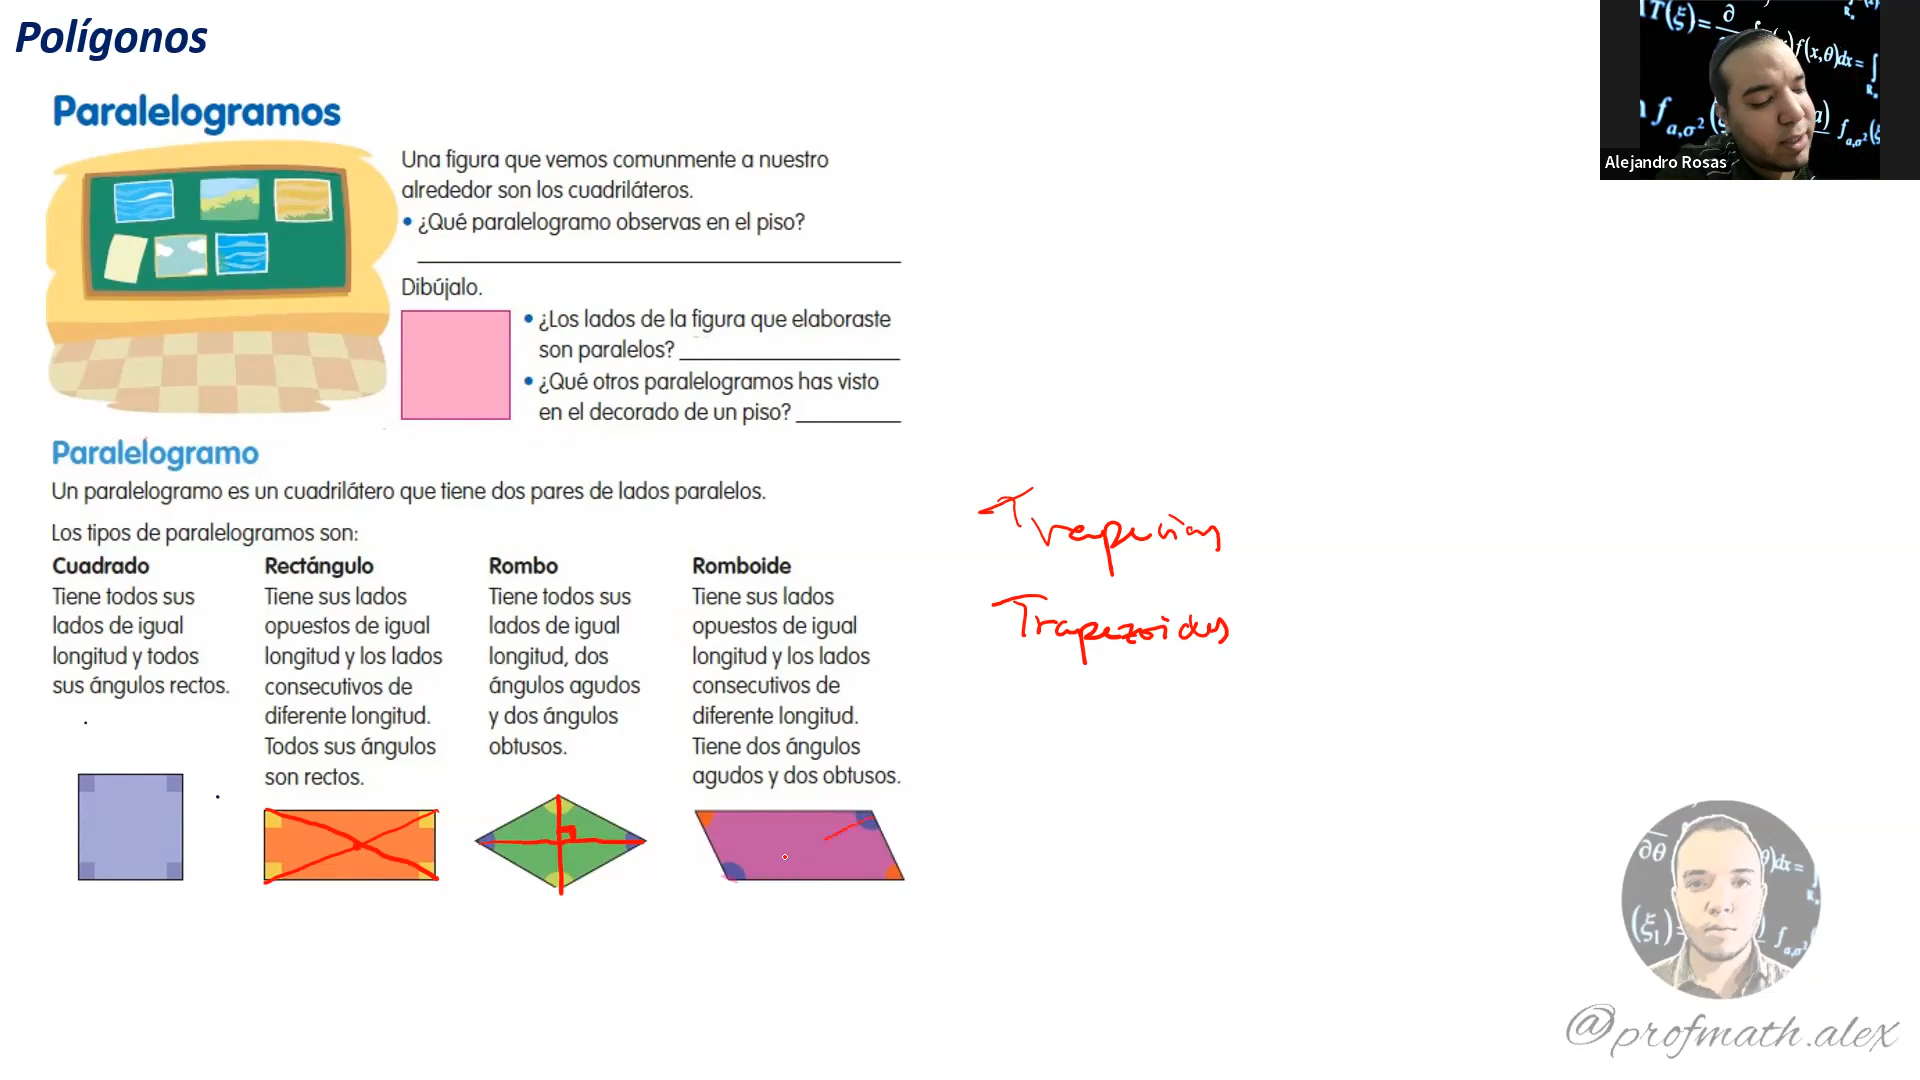 Polígonos
Paralelogramos
Una figura que vemos comunmente a nuestro
alrededor son los cuadriláteros.
• ¿Qué paralelogramo observas en el piso?
Dibújalo.
• ¿Los lados de la figura que elaboraste
son paralelos?
• ¿Qué otros paralelogramos has visto
en el decorado de un piso?
Paralelogramo
Un paralelogramo es un cuadrilátero que tiene dos pares de lados paralelos.
Los tipos de paralelogramos son:
Cuadrado
Tiene todos sus
lados de igual
longitud y todos
sus ángulos rectos.
Rectángulo
Tiene sus lados
opuestos de igual
longitud y los lados
consecutivos de
diferente longitud.
Todos sus ángulos
son rectos.
Rombo
Tiene todos sus
lados de igual
longitud, dos
ángulos agudos
y dos ángulos
obtusos.
Romboide
Tiene sus lados
opuestos de igual
longitud y los lados
consecutivos de
diferente longitud.
Tiene dos ángulos
agudos y dos obtusos.
Trapecios
Trapezoides
Alejandro Rosas
@profmath.alex